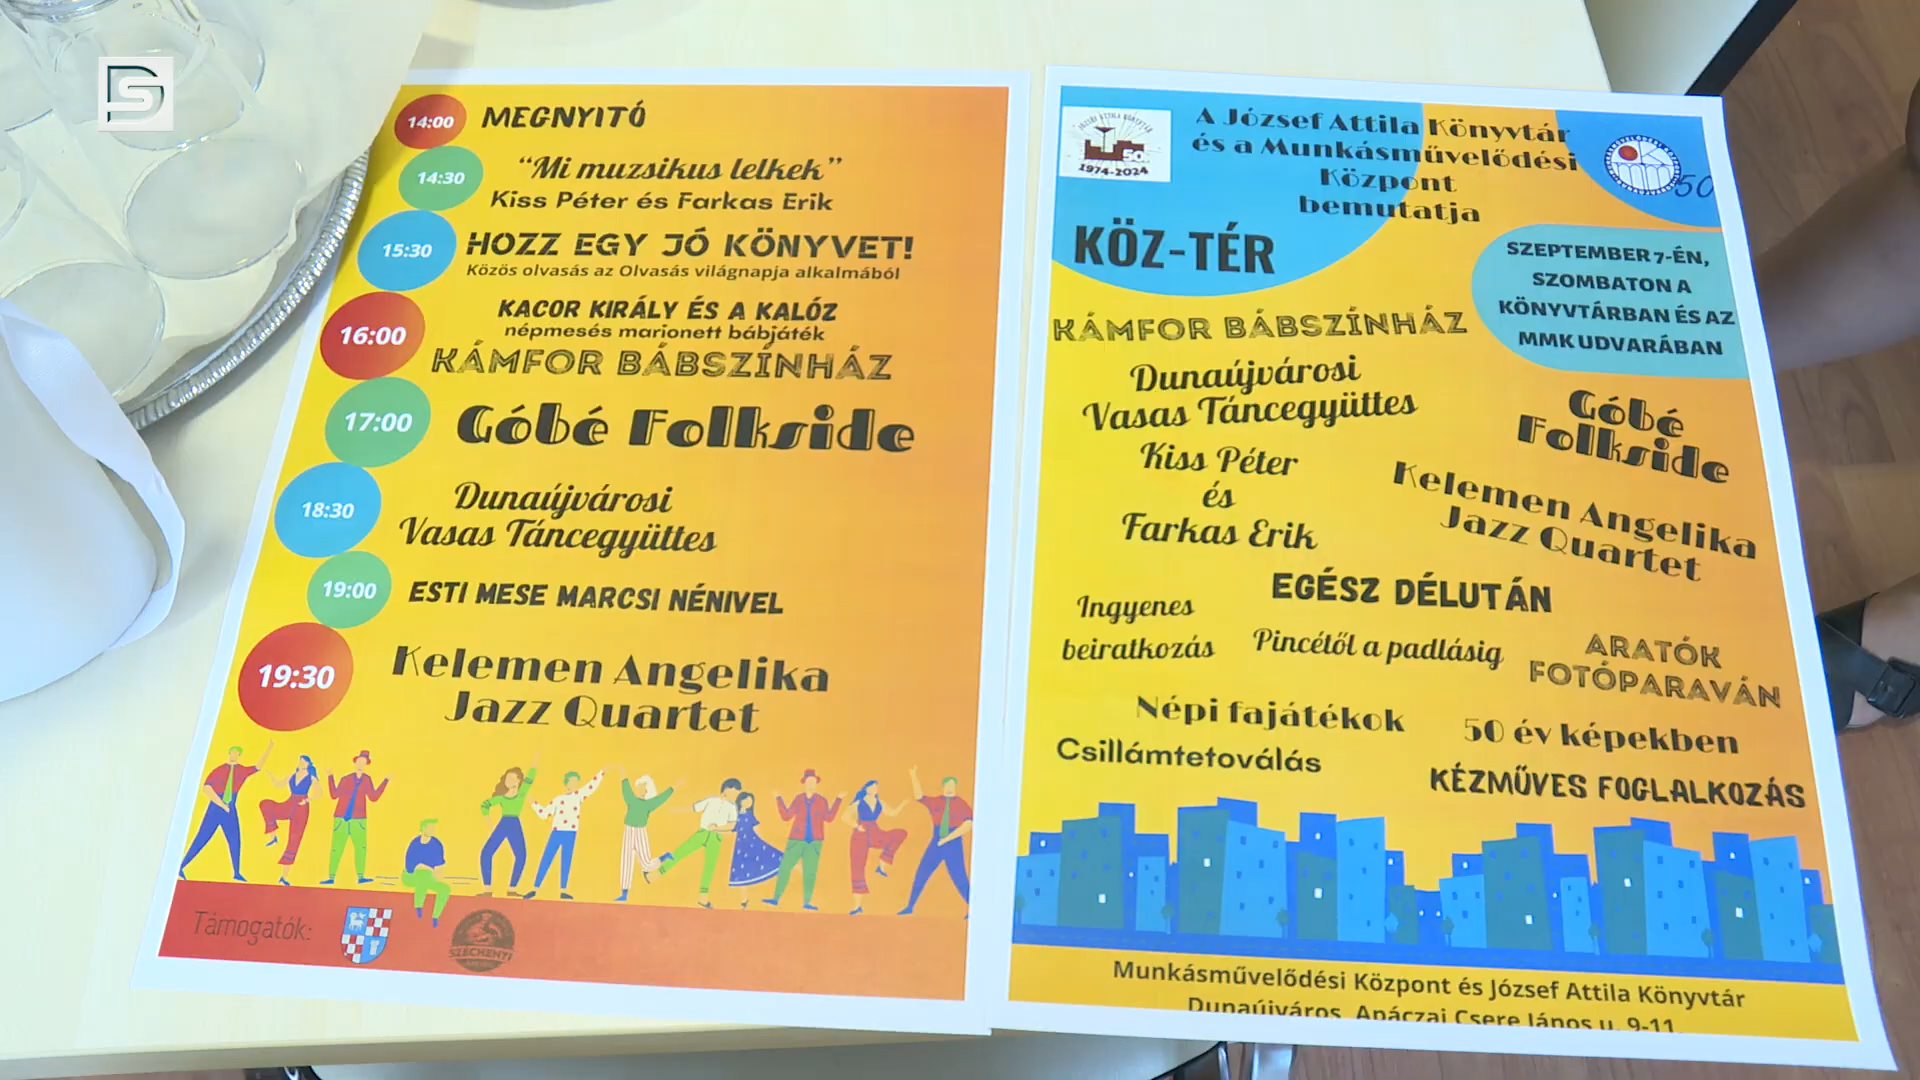 DS
14:00 MEGNYITÓ
14:30 “Mi muzsikus lelkek”
Kiss Péter és Farkas Erik
15:30 HOZZ EGY JÓ KÖNYVET!
Közös olvasás az Olvasás világnapja alkalmából
16:00 KACOR KIRÁLY ÉS A KALÓZ
népmesés marionett bábjáték
KÁMFOR BÁBSZÍNHÁZ
17:00 Góbé Folkside
18:30 Dunaújvárosi
Vasas Táncegyüttes
19:00 ESTI MESE MARCSI NÉNIVEL
19:30 Kelemen Angelika
Jazz Quartet
Támogatók:
SZÉCHENYI
JÓZSEF ATTILA KÖNYVTÁR
50
1974-2024
A József Attila Könyvtár
és a Munkásművelődési
Központ
bemutatja
50
KÖZ-TÉR
SZEPTEMBER 7-ÉN,
SZOMBATON A
KÖNYVTÁRBAN ÉS AZ
MMK UDVARÁBAN
KÁMFOR BÁBSZÍNHÁZ
Dunaújvárosi
Vasas Táncegyüttes
Góbé
Folkside
Kiss Péter
és
Farkas Erik
Kelemen Angelika
Jazz Quartet
EGÉSZ DÉLUTÁN
Ingyenes
beiratkozás
Pincétől a padlásig
ARATÓK
FOTÓPARAVÁN
Népi fajátékok
50 év képekben
Csillámtetoválás
KÉZMŰVES FOGLALKOZÁS
Munkásművelődési Központ és József Attila Könyvtár
Dunaújváros, Apáczai Csere János u. 9-11.